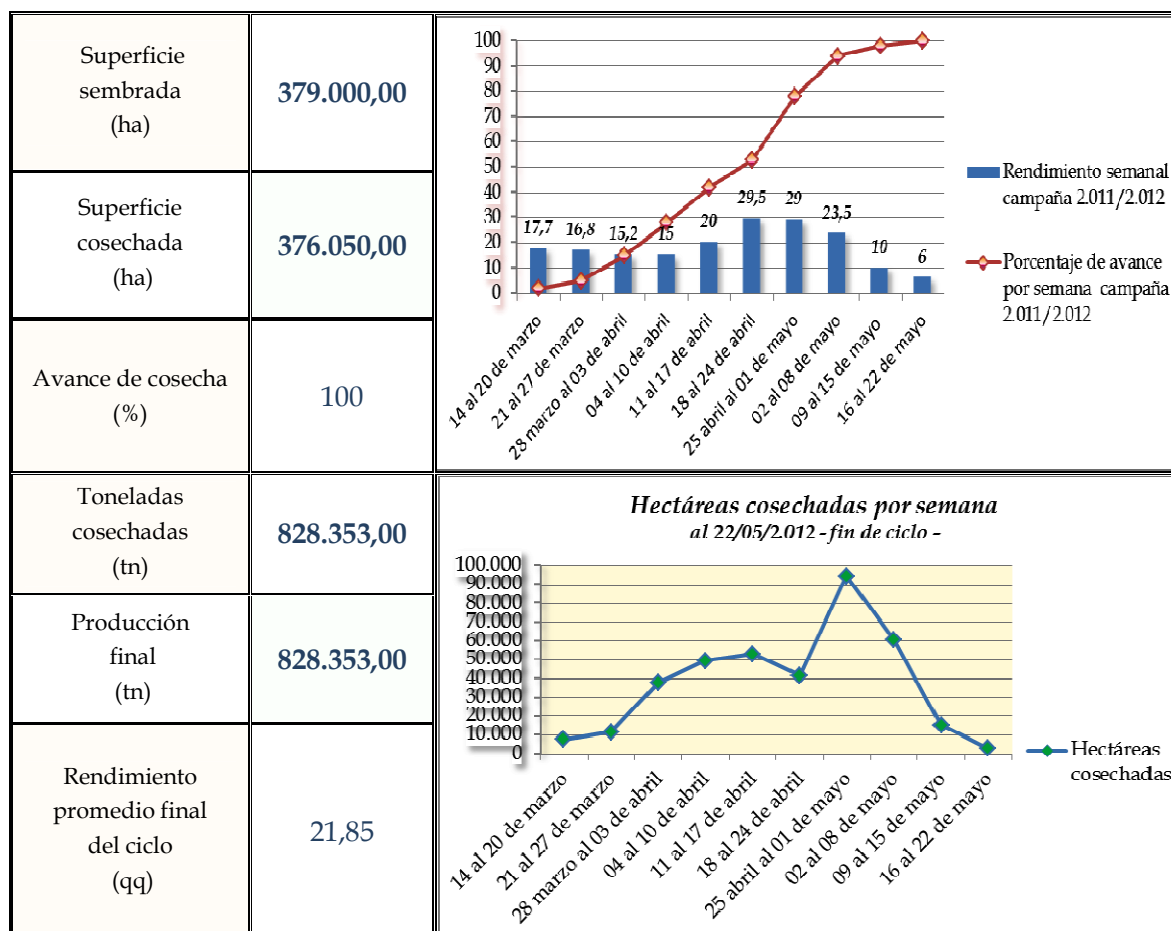 Superficie
sembrada
(ha)
379.000,00
Superficie
cosechada
(ha)
376.050,00
Avance de cosecha
(%)
100
Toneladas
cosechadas
(tn)
828.353,00
Producción
final
(tn)
828.353,00
Rendimiento
promedio final
del ciclo
(qq)
21,85
100
90
80
70
60
50
40
30
20
10
0
17,7
16,8
15,2
15
20
29,5
29
23,5
10
6
14 al 20 de marzo
21 al 27 de marzo
28 marzo al 03 de abril
04 al 10 de abril
11 al 17 de abril
18 al 24 de abril
25 abril al 01 de mayo
02 al 08 de mayo
09 al 15 de mayo
16 al 22 de mayo
Rendimiento semanal
campaña 2.011/2.012
Porcentaje de avance
por semana campaña
2.011/2.012
Hectáreas cosechadas por semana
al 22/05/2.012 - fin de ciclo -
100.000
90.000
80.000
70.000
60.000
50.000
40.000
30.000
20.000
10.000
0
14 al 20 de marzo
21 al 27 de marzo
28 marzo al 03 de abril
04 al 10 de abril
11 al 17 de abril
18 al 24 de abril
25 abril al 01 de mayo
02 al 08 de mayo
09 al 15 de mayo
16 al 22 de mayo
Hectáreas
cosechadas